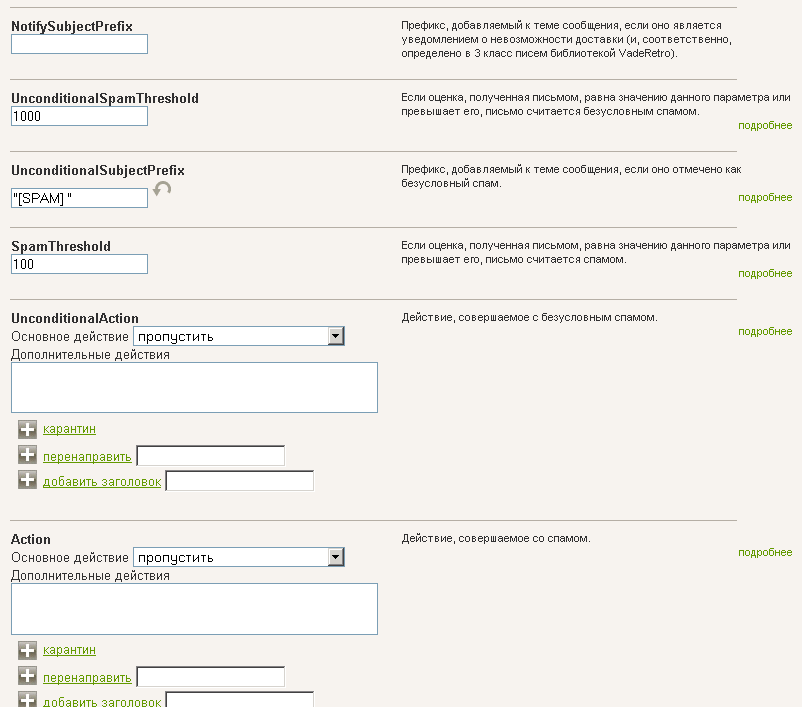 NotifySubjectPrefix
Префикс, добавляемый к теме сообщения, если оно является
уведомлением о невозможности доставки (и, соответственно,
определено в 3 класс писем библиотекой VadeRetro).
UnconditionalSpamThreshold
1000
Если оценка, полученная письмом, равна значению данного параметра или
превышает его, письмо считается безусловным спамом.
подробнее
UnconditionalSubjectPrefix
"[SPAM] "
Префикс, добавляемый к теме сообщения, если оно отмечено как
безусловный спам.
подробнее
SpamThreshold
100
Если оценка, полученная письмом, равна значению данного параметра или
превышает его, письмо считается спамом.
подробнее
UnconditionalAction
Основное действие пропустить
Дополнительные действия
Действие, совершаемое с безусловным спамом.
подробнее
карантин
перенаправить
добавить заголовок
Action
Основное действие пропустить
Дополнительные действия
Действие, совершаемое со спамом.
подробнее
карантин
перенаправить
добавить заголовок